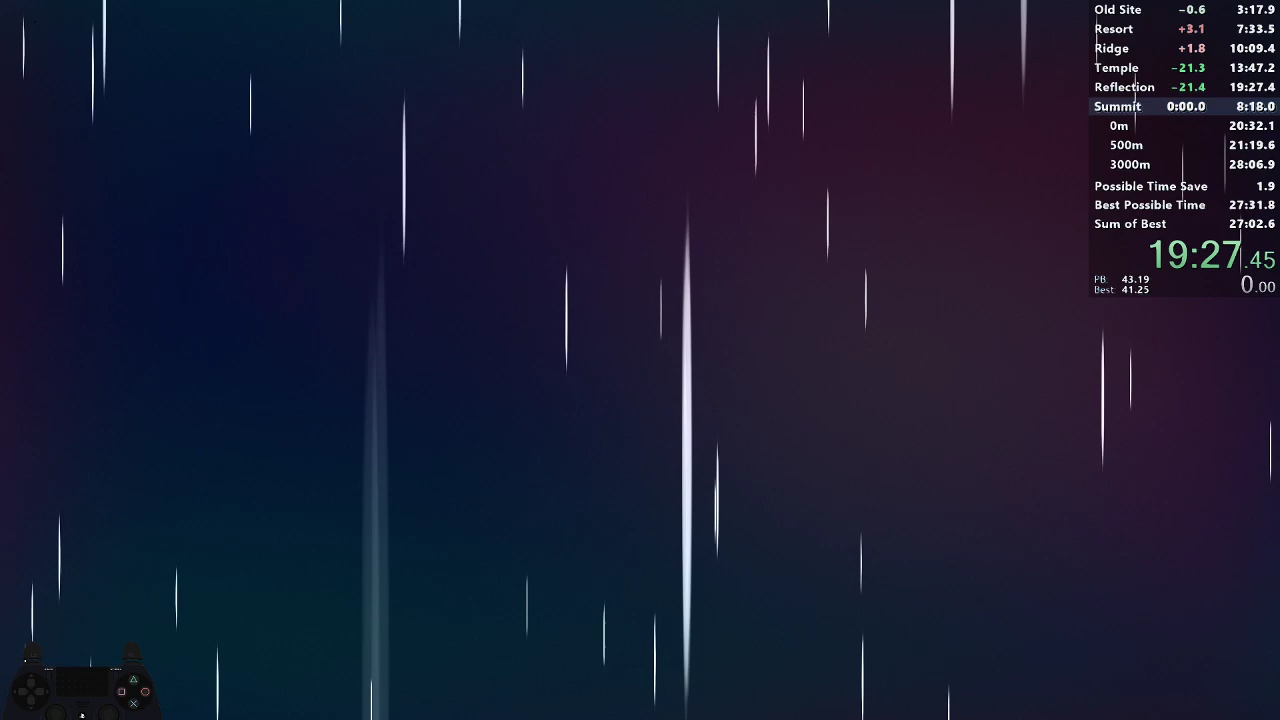 Old Site −0.6 3:17.9
Resort +3.1 7:33.5
Ridge +1.8 10:09.4
Temple −21.3 13:47.2
Reflection −21.4 19:27.4
Summit 0:00.0 8:18.0
0m 20:32.1
500m 21:19.6
3000m 28:06.9
Possible Time Save 1.9
Best Possible Time 27:31.8
Sum of Best 27:02.6
19:27.45
PB: 43.19
Best: 41.25 0.00